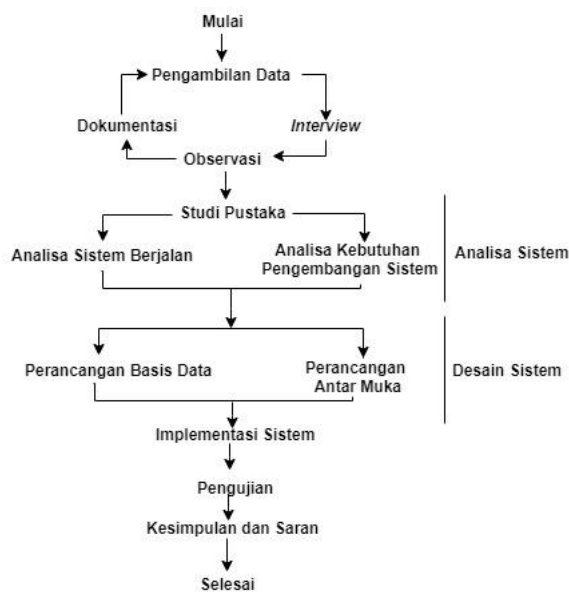 Mulai
Pengambilan Data
Dokumentasi
Interview
Observasi
Studi Pustaka
Analisa Sistem Berjalan
Analisa Kebutuhan
Pengembangan Sistem
Analisa Sistem
Perancangan Basis Data
Perancangan
Antar Muka
Desain Sistem
Implementasi Sistem
Pengujian
Kesimpulan dan Saran
Selesai